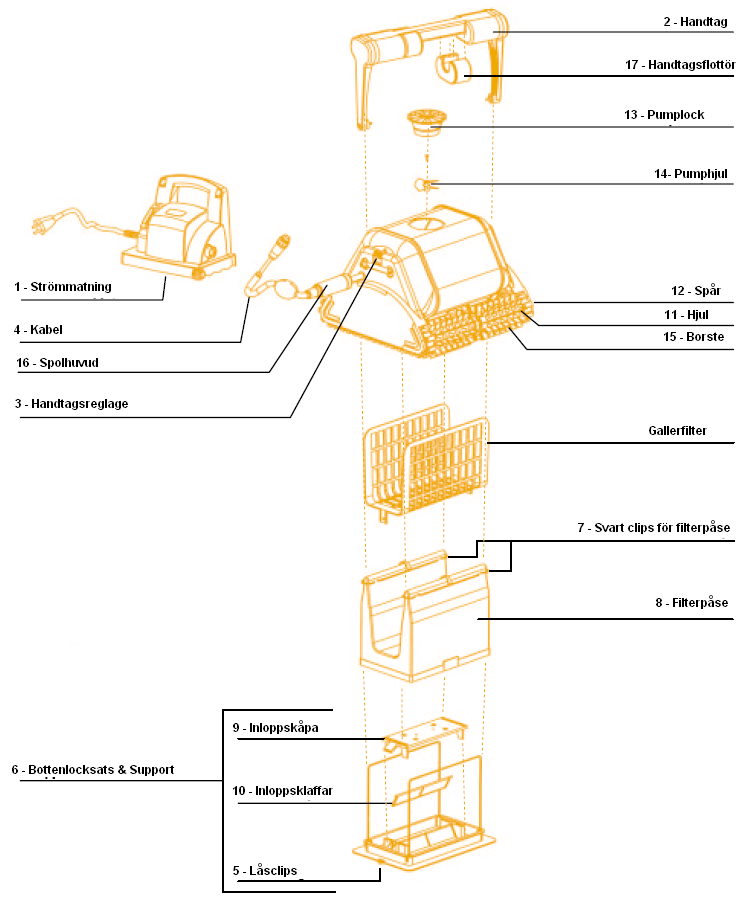 2 - Handtag
17 - Handtagsflottör
13 - Pumplock
14- Pumphjul
1 - Strömmatning
12 - Spår
11 - Hjul
4 - Kabel
15 - Borste
16 - Spolhuvud
3 - Handtagsreglage
Gallerfilter
7 - Svart clips för filterpåse
8 - Filterpåse
9 - Inloppskåpa
6 - Bottenlocksats & Support
10 - Inloppsklaffar
5 - Låsclips